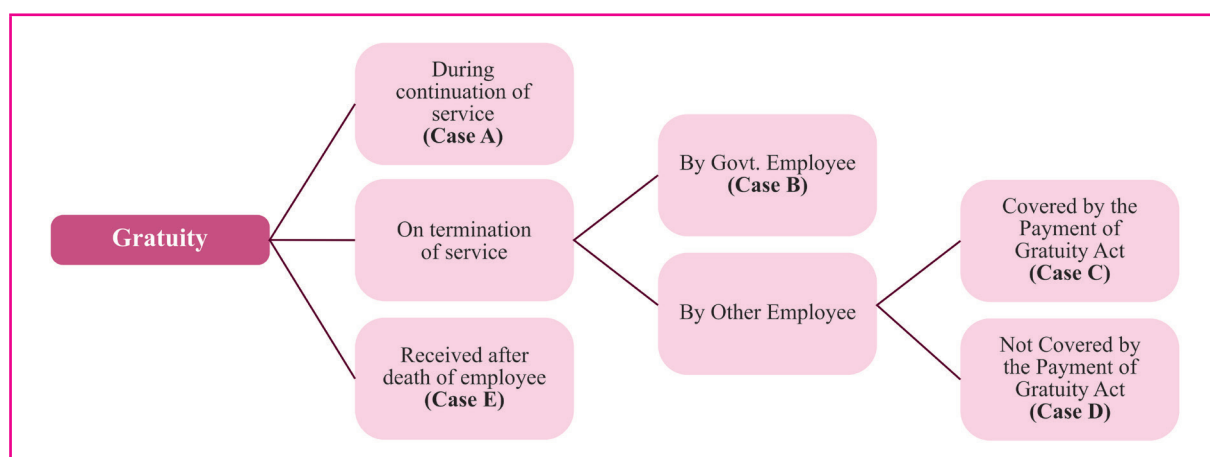 Gratuity
During
continuation of
service
(Case A)
On termination
of service
Received after
death of employee
(Case E)
By Govt. Employee
(Case B)
By Other Employee
Covered by the
Payment of
Gratuity Act
(Case C)
Not Covered by
the Payment of
Gratuity Act
(Case D)